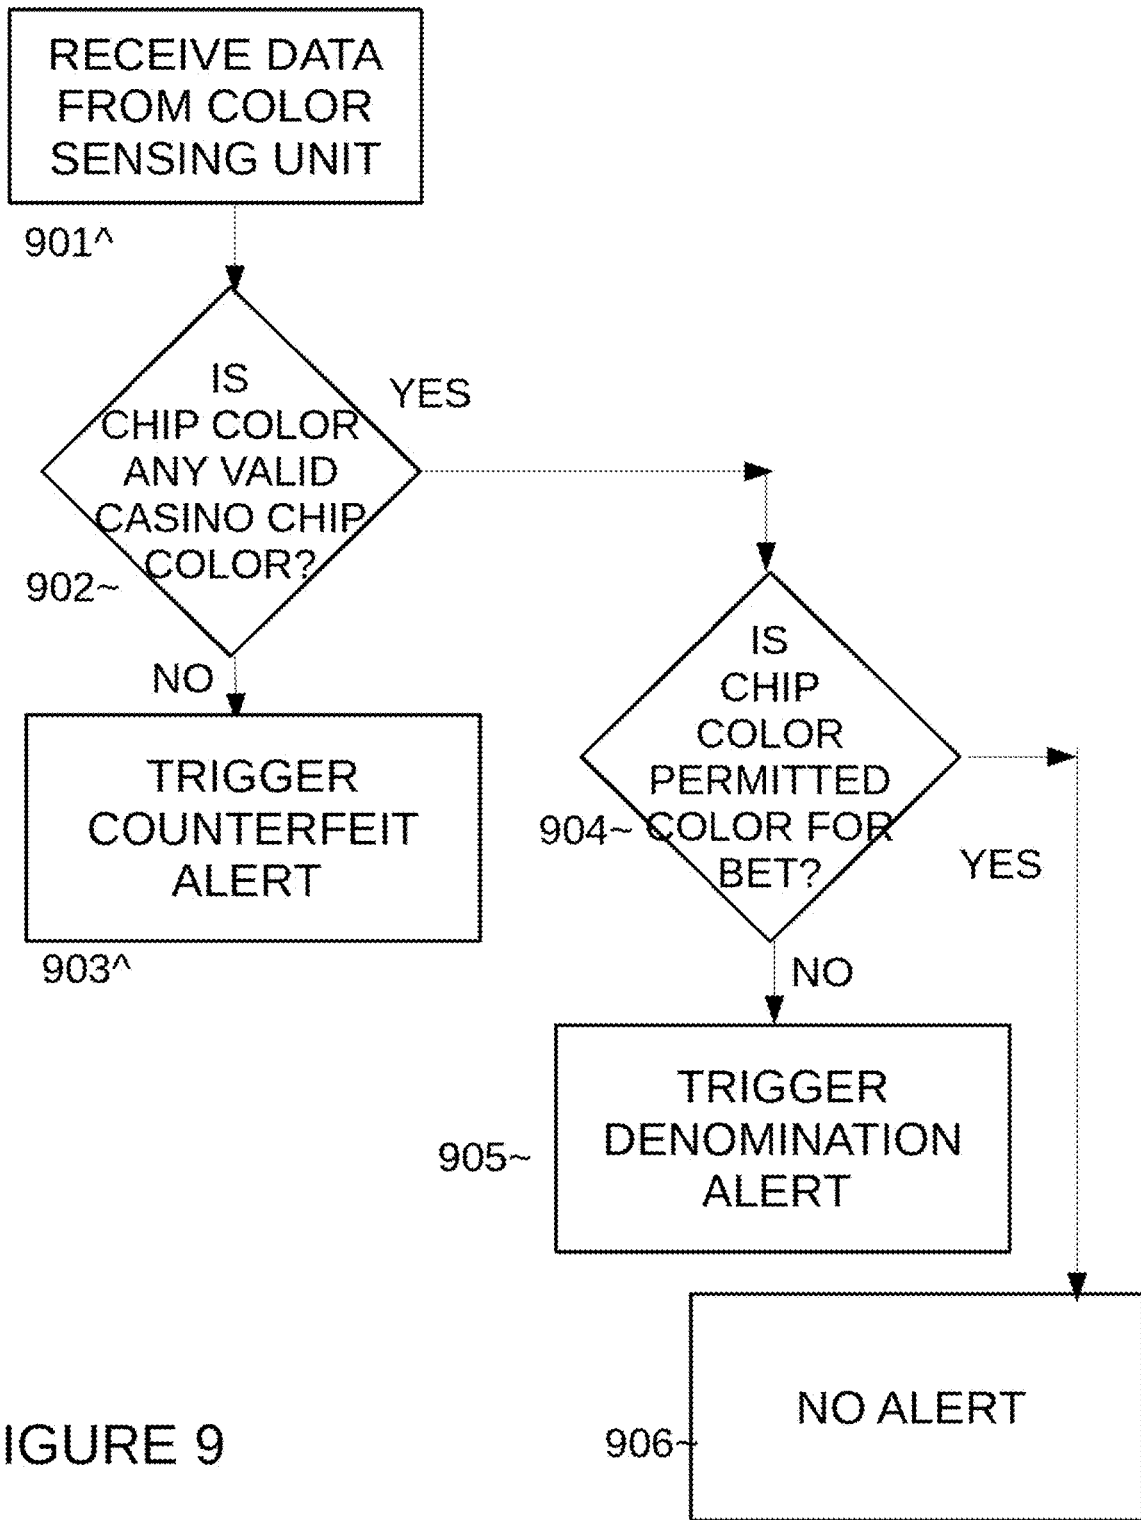 RECEIVE DATA
FROM COLOR
SENSING UNIT
901^
IS
CHIP COLOR
ANY VALID
CASINO CHIP
COLOR?
YES
902~
NO
TRIGGER
COUNTERFEIT
ALERT
903^
IS
CHIP
COLOR
PERMITTED
COLOR FOR
BET?
904~
YES
NO
TRIGGER
DENOMINATION
ALERT
905~
NO ALERT
906~
IGURE 9